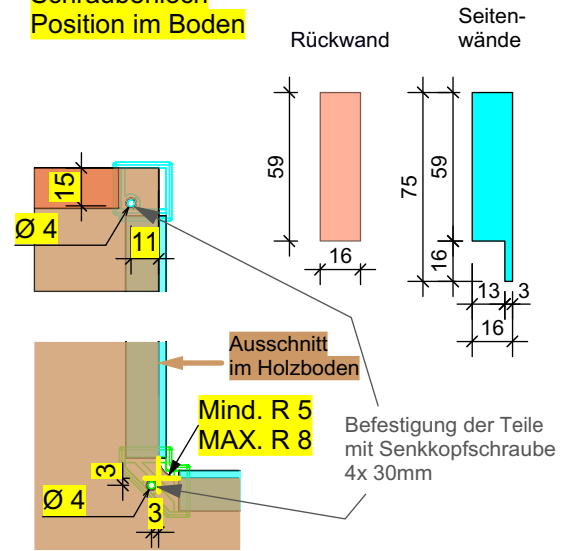 Schraubenloch
Position im Boden
Rückwand
Seiten-
wände
59
16
75
59
16
13
3
16
15
Ø 4
11
Ausschnitt
im Holzboden
Mind. R 5
MAX. R 8
3
Ø 4
3
Befestigung der Teile
mit Senkkopfschraube
4x 30mm